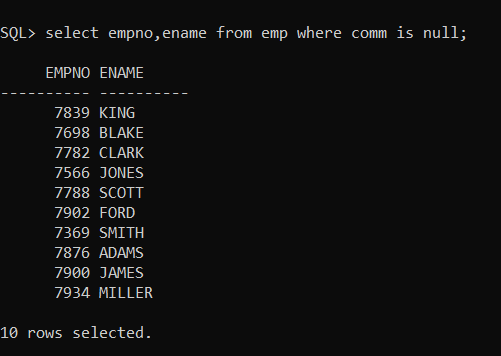 SQL> select empno,ename from emp where comm is null;
     EMPNO ENAME
---------- ----------
      7839 KING
      7698 BLAKE
      7782 CLARK
      7566 JONES
      7788 SCOTT
      7902 FORD
      7369 SMITH
      7876 ADAMS
      7900 JAMES
      7934 MILLER
10 rows selected.